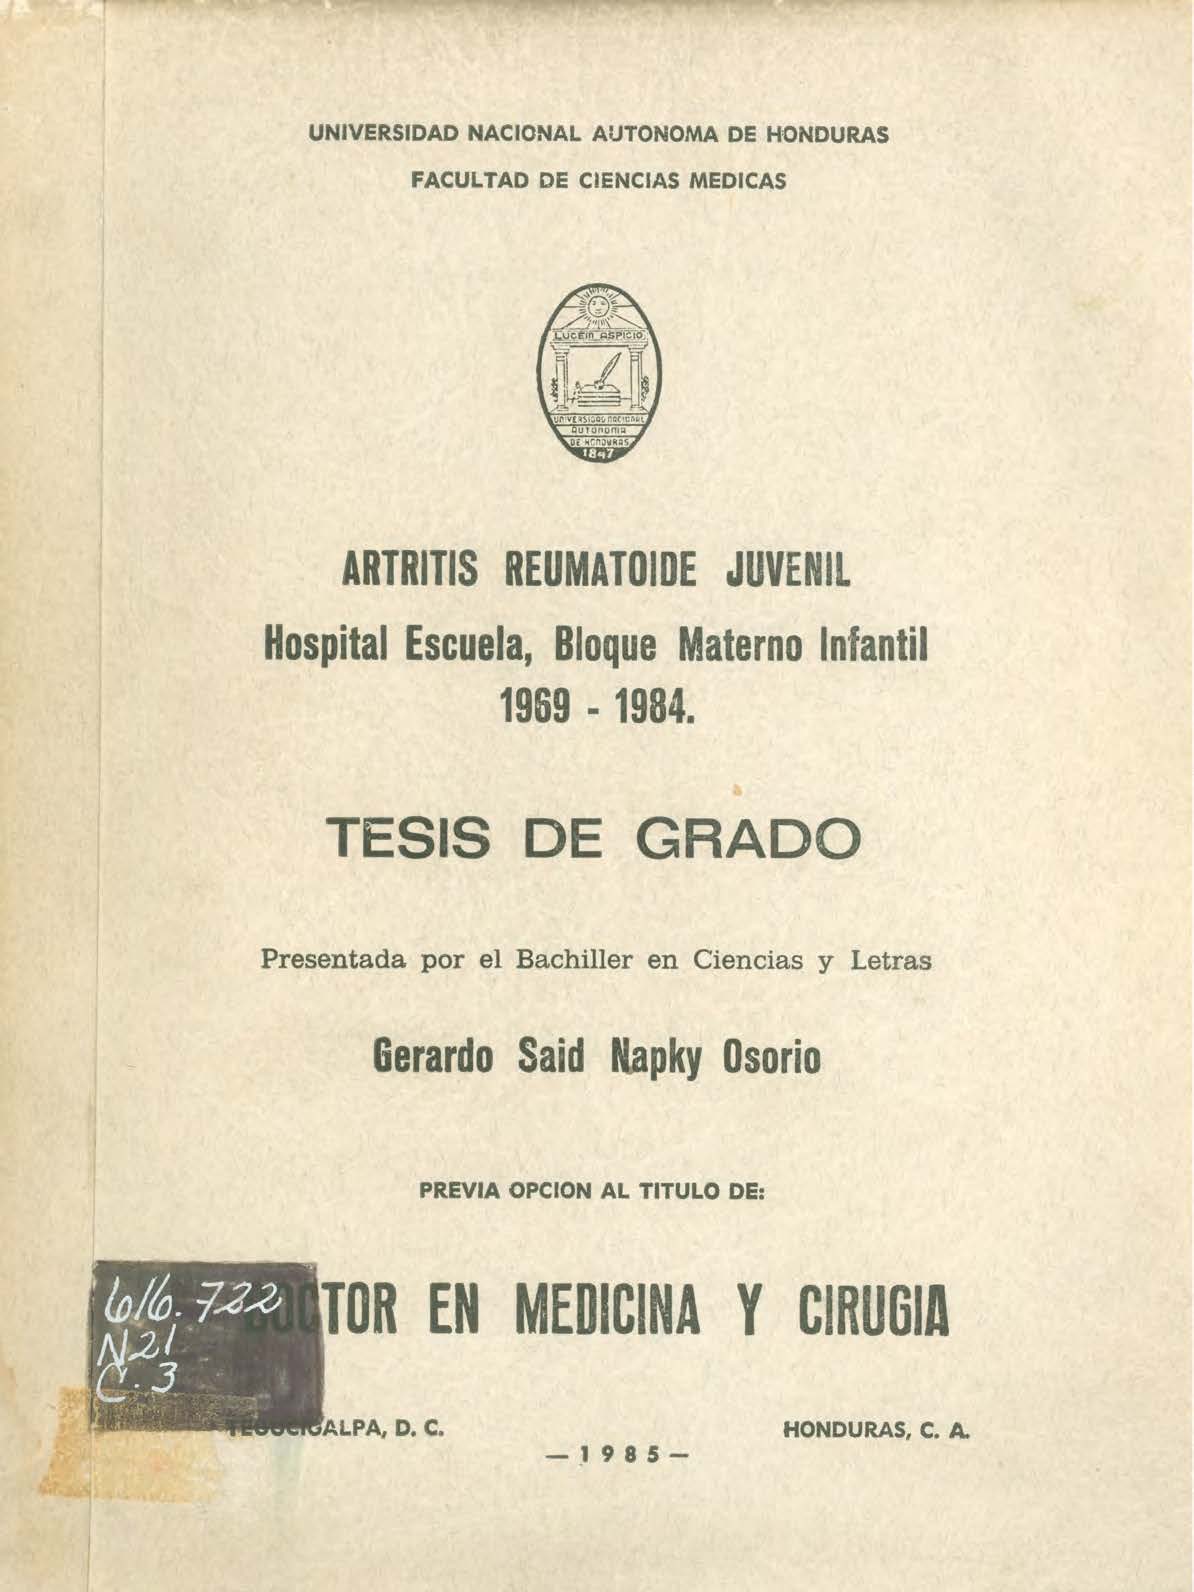 UNIVERSIDAD NACIONAL AUTONOMA DE HONDURAS
FACULTAD DE CIENCIAS MEDICAS
LUCEM ASPICIO
UNIVERSIDAD NACIONAL
AUTONOMA
DE HONDURAS
1847
ARTRITIS REUMATOIDE JUVENIL
Hospital Escuela, Bloque Materno Infantil
1969 - 1984.
TESIS DE GRADO
Presentada por el Bachiller en Ciencias y Letras
Gerardo Said Napky Osorio
PREVIA OPCION AL TITULO DE:
DOCTOR EN MEDICINA Y CIRUGIA
616.722
N21
C.3
TEGUCIGALPA, D. C.
HONDURAS, C. A.
— 1 9 8 5 —